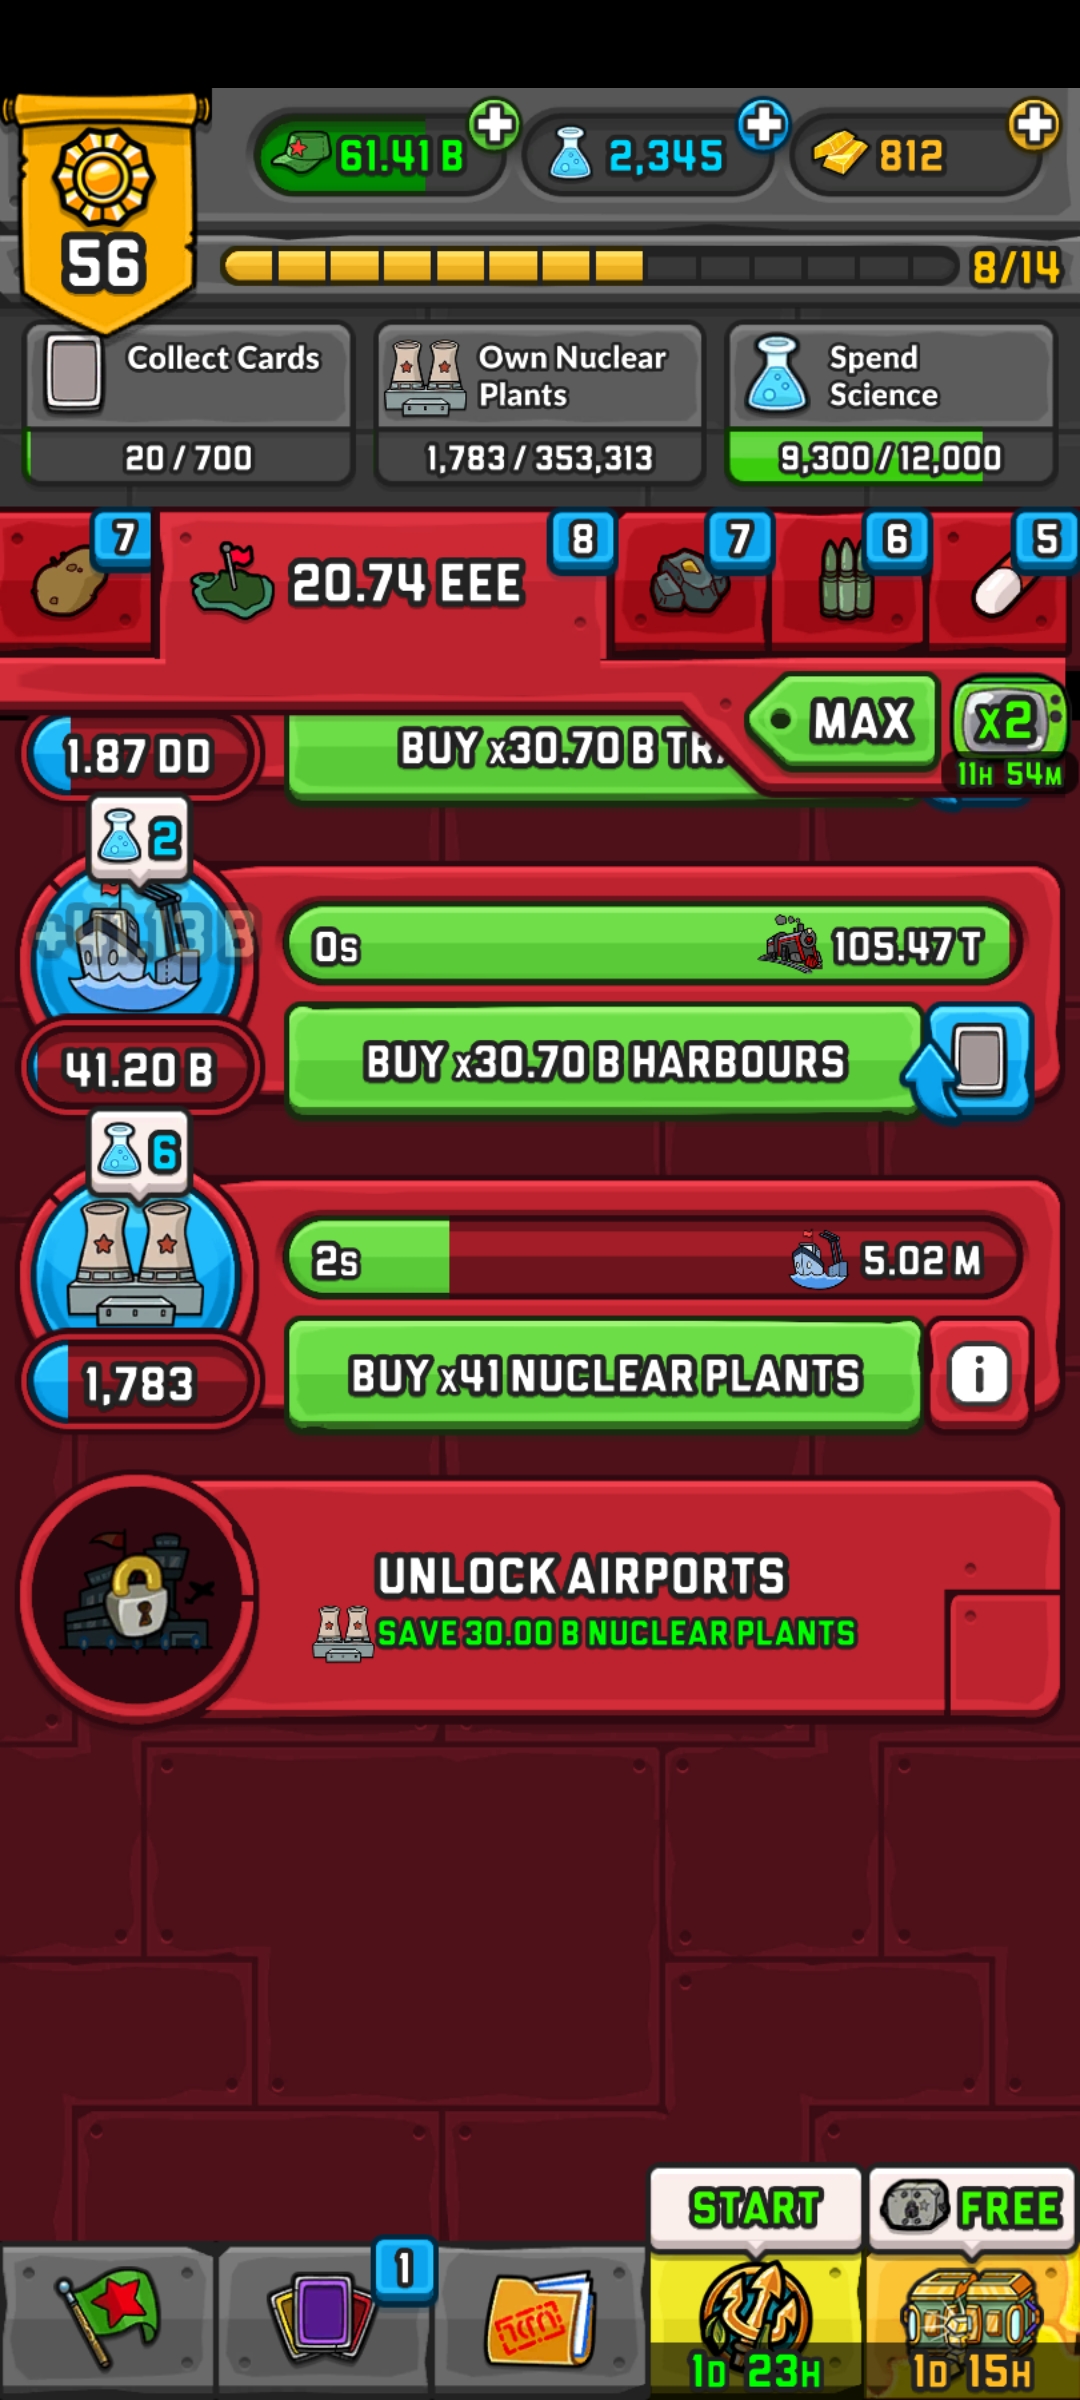 61.41 B
2,345
812
56
8/14
Collect Cards
20 / 700
Own Nuclear
Plants
1,783 / 353,313
Spend
Science
9,300 / 12,000
7
20.74 EEE
8
7
6
5
MAX
x2
11H 54M
1.87 DD
BUY x30.70 B
2
0s
105.47 T
41.20 B
BUY x30.70 B HARBOURS
6
2s
5.02 M
1,783
BUY x41 NUCLEAR PLANTS
UNLOCK AIRPORTS
SAVE 30.00 B NUCLEAR PLANTS
START
FREE
1
1D 23H
1D 15H